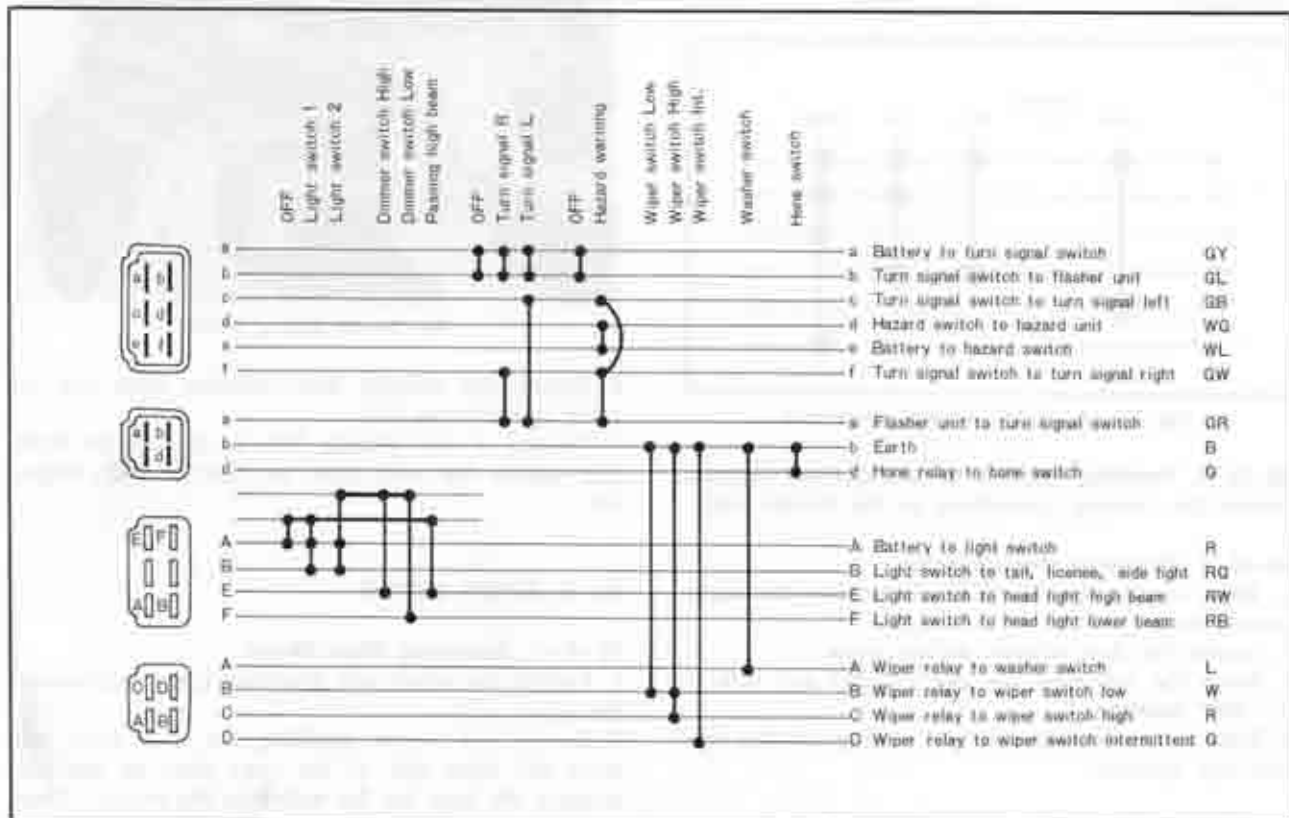 OFF
Light switch 1
Light switch 2
Dimmer switch High
Dimmer switch Low
Passing high beam
OFF
Turn signal R.
Turn signal L.
OFF
Hazard warning
Wiper switch Low
Wiper switch High
Wiper switch Int.
Washer switch
Hone switch
a b
c d
e f
a a Battery to turn signal switch GY
b b Turn signal switch to flasher unit GL
c c Turn signal switch to turn signal left GB
d d Hazard switch to hazard unit WG
e e Battery to hazard switch WL
f f Turn signal switch to turn signal right GW
a b
d
a a Flasher unit to turn signal switch GR
b b Earth B
d d Hone relay to hone switch G
E F
A B
A A Battery to light switch R
B B Light switch to tail, license, side light RG
E E Light switch to head light high beam RW
F F Light switch to head light lower beam RB
C D
A B
A A Wiper relay to washer switch L
B B Wiper relay to wiper switch low W
C C Wiper relay to wiper switch high R
D D Wiper relay to wiper switch intermittent G